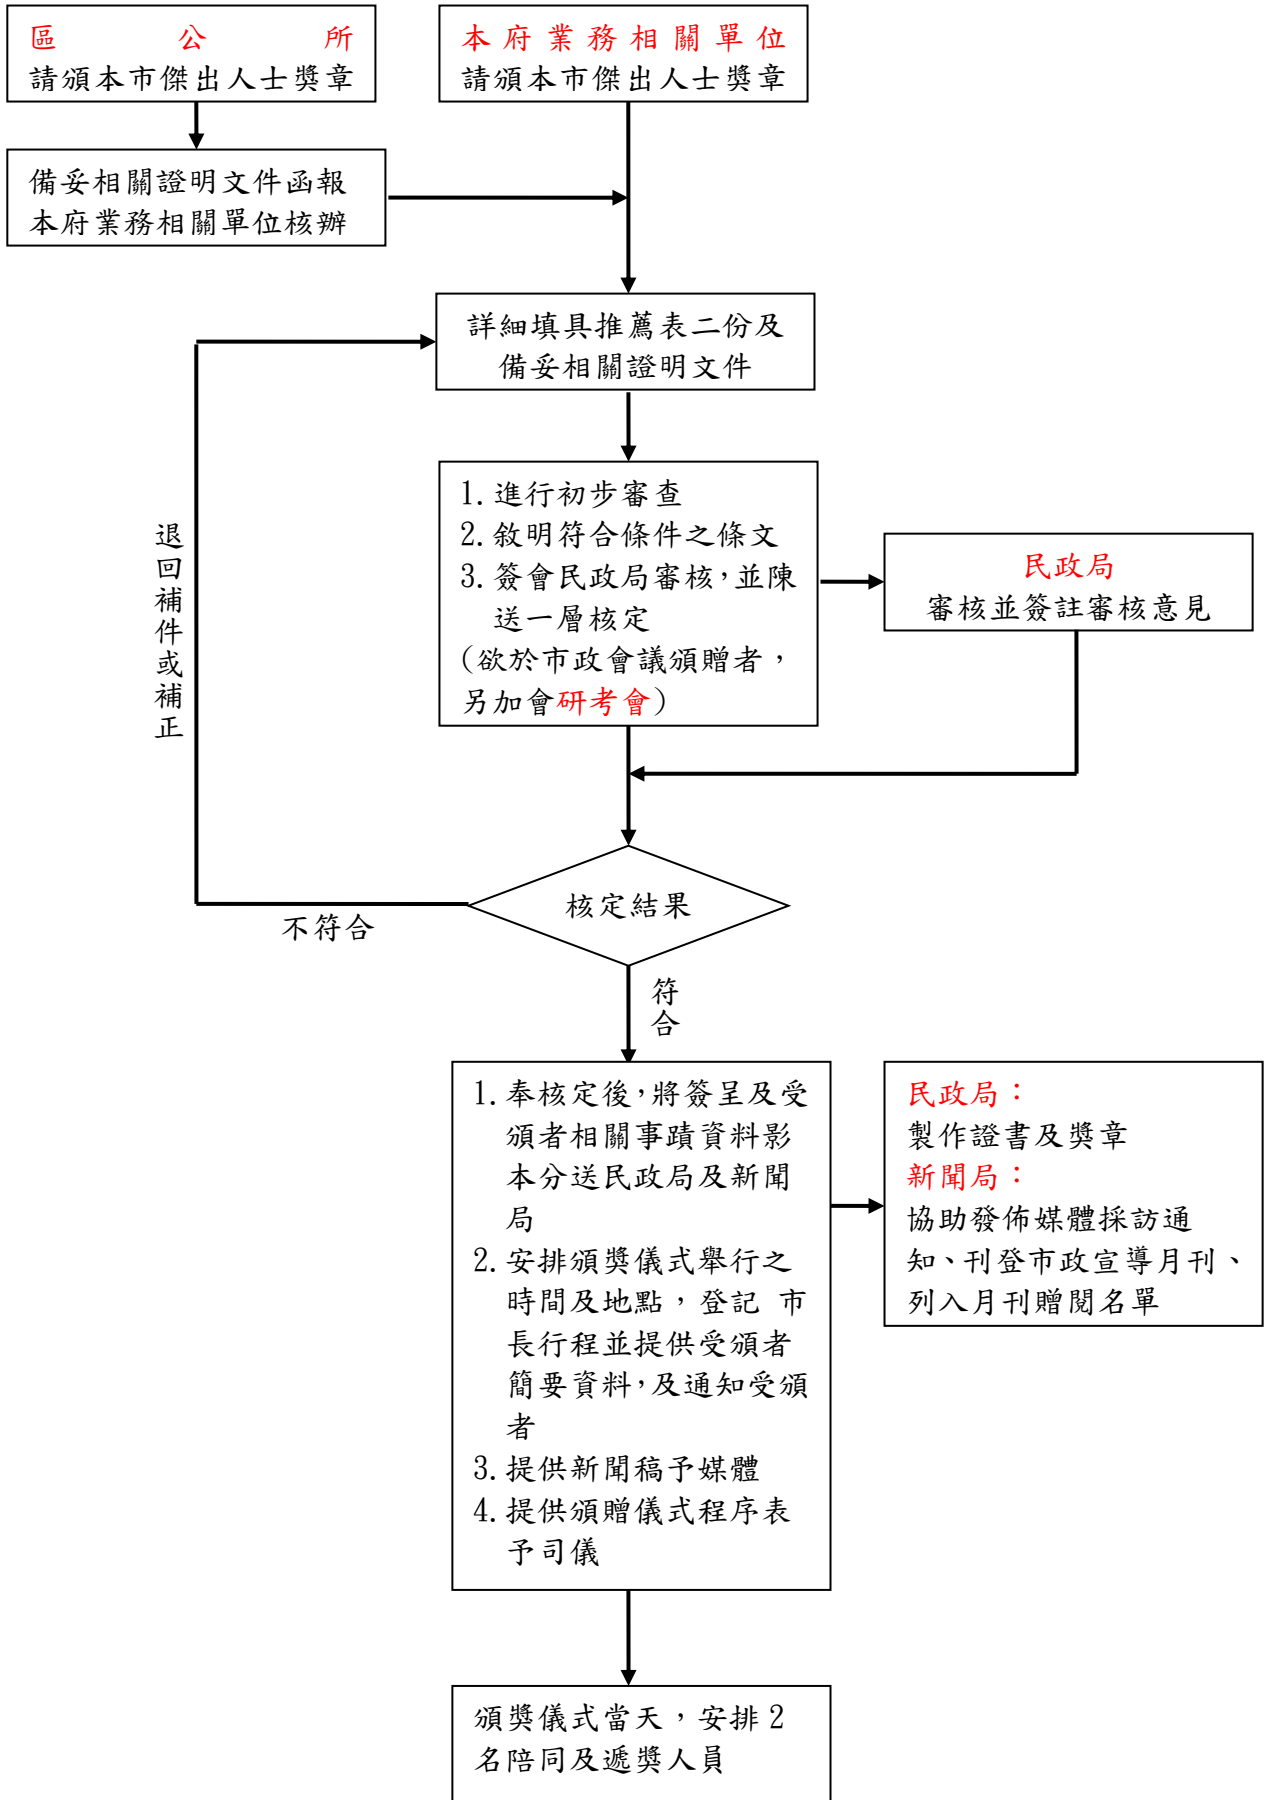 區公所
請頒本市傑出人士獎章
本府業務相關單位
請頒本市傑出人士獎章
備妥相關證明文件函報
本府業務相關單位核辦
詳細填具推薦表二份及
備妥相關證明文件
1. 進行初步審查
2. 敘明符合條件之條文
3. 簽會民政局審核，並陳
送一層核定
(欲於市政會議頒贈者，
另加會研考會)
民政局
審核並簽註審核意見
退回補件或補正
核定結果
不符合
符合
1. 奉核定後，將簽呈及受
頒者相關事蹟資料影
本分送民政局及新聞
局
2. 安排頒獎儀式舉行之
時間及地點，登記 市
長行程並提供受頒者
簡要資料，及通知受頒
者
3. 提供新聞稿予媒體
4. 提供頒贈儀式程序表
予司儀
民政局：
製作證書及獎章
新聞局：
協助發佈媒體採訪通
知、刊登市政宣導月刊、
列入月刊贈閱名單
頒獎儀式當天，安排 2
名陪同及遞獎人員